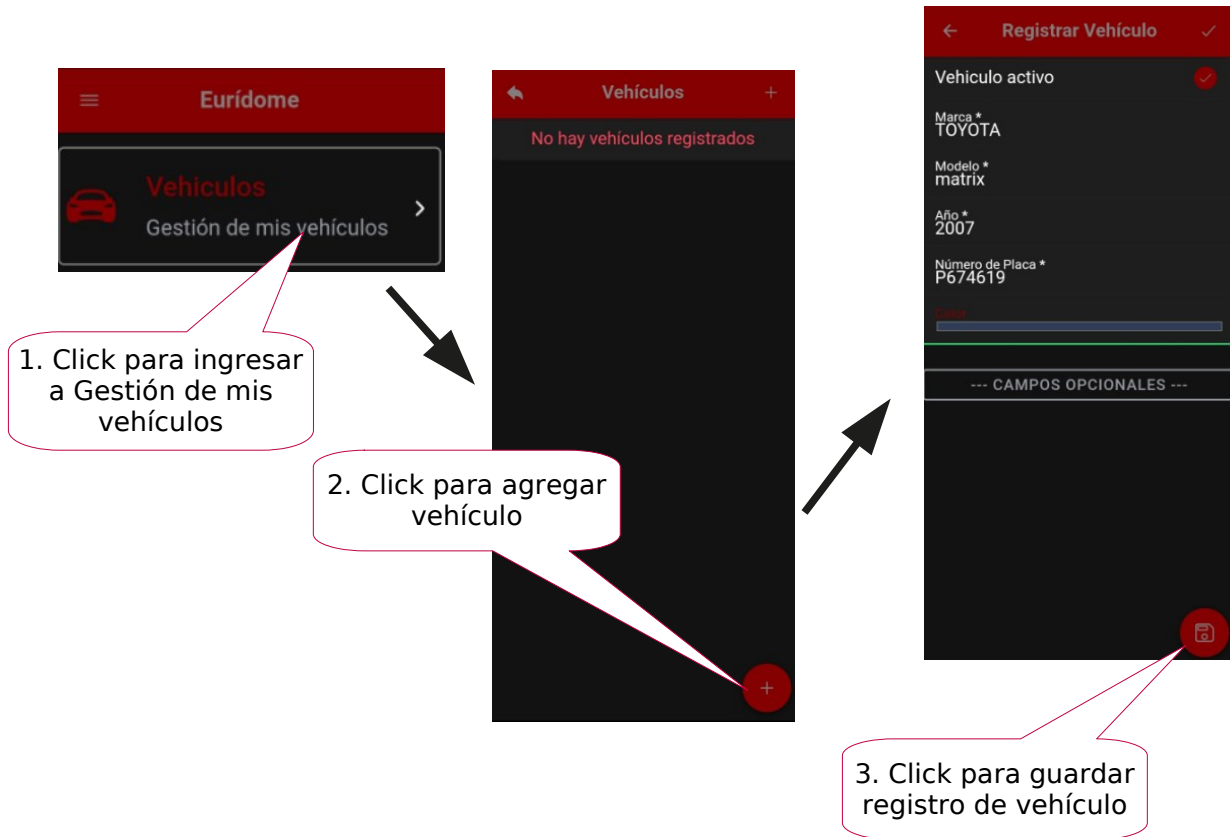 Eurídome
Vehiculos
Gestión de mis vehículos
1. Click para ingresar
a Gestión de mis
vehículos
Vehículos
No hay vehículos registrados
2. Click para agregar
vehículo
Registrar Vehículo
Vehiculo activo
Marca *
TOYOTA
Modelo *
matrix
Año *
2007
Número de Placa *
P674619
Color
--- CAMPOS OPCIONALES ---
3. Click para guardar
registro de vehículo